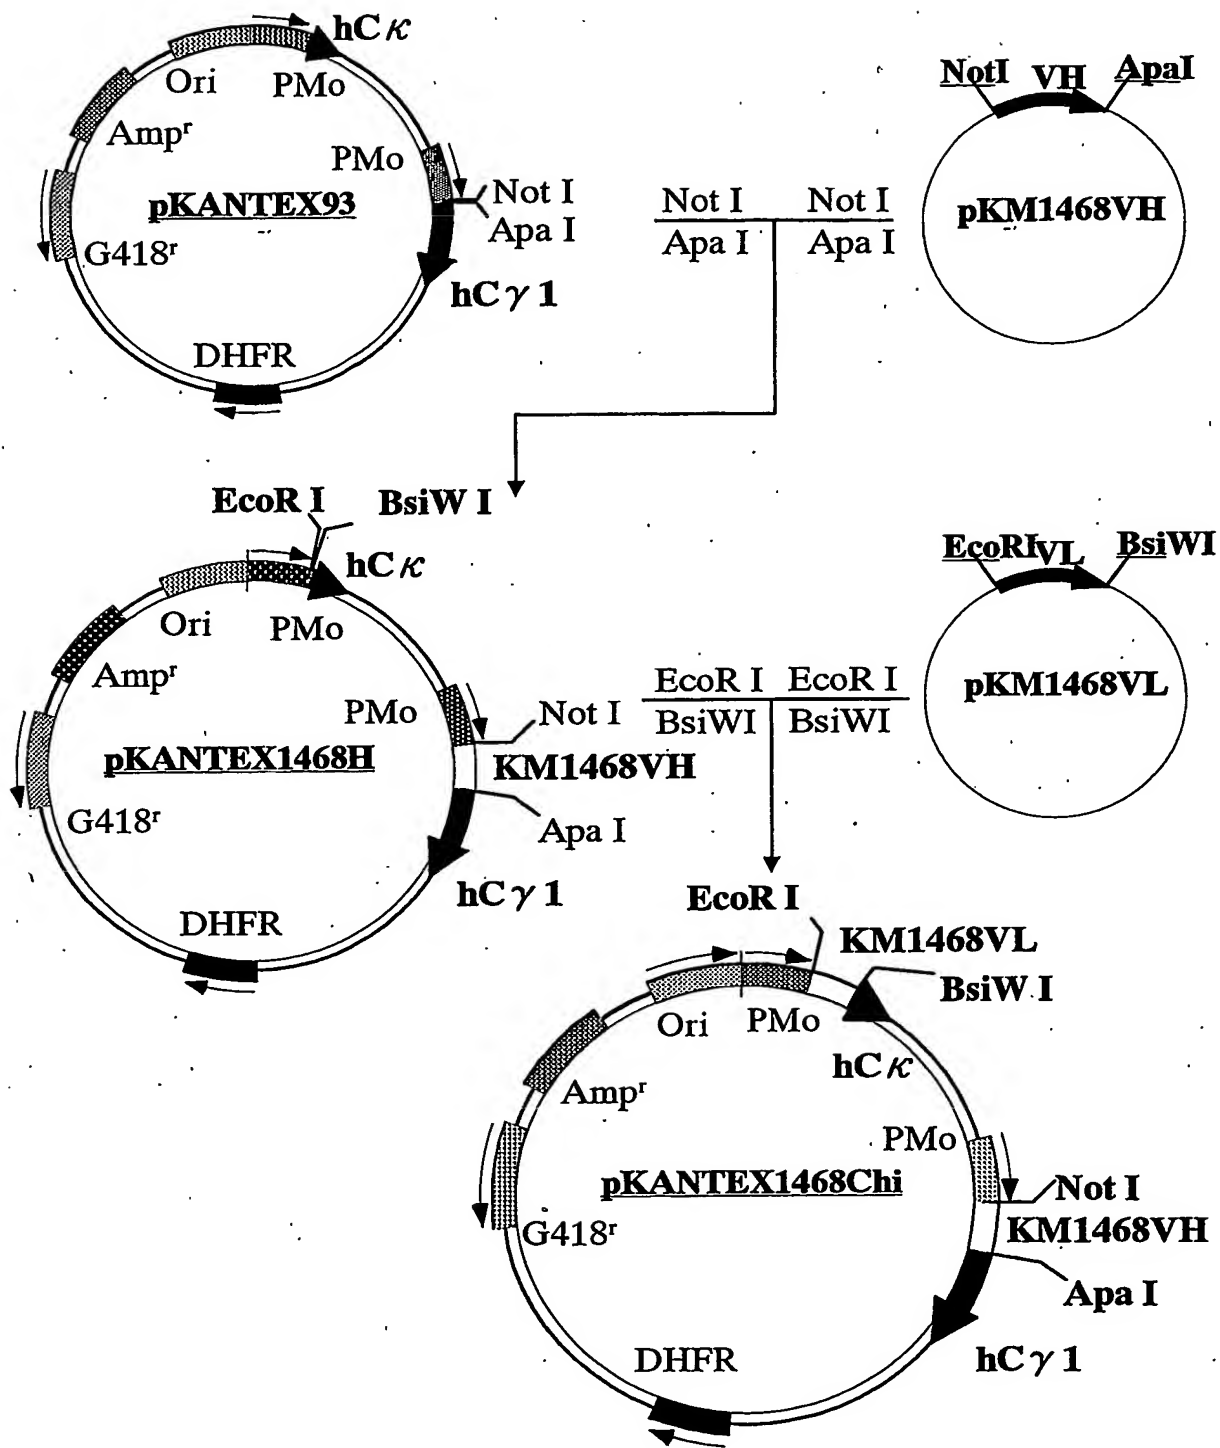 hCκ
Ori
PMo
Ampʳ
PMo
pKANTEX93
Not I
Apa I
G418ʳ
hCγ1
DHFR
NotI
VH
ApaI
pKM1468VH
Not I
Not I
Apa I
Apa I
EcoR I
BsiW I
hCκ
Ori
PMo
Ampʳ
PMo
Not I
pKANTEX1468H
KM1468VH
G418ʳ
Apa I
hCγ1
DHFR
EcoRI
VL
BsiWI
pKM1468VL
EcoR I
EcoR I
BsiWI
BsiWI
EcoR I
KM1468VL
BsiW I
Ori
PMo
hCκ
Ampʳ
PMo
pKANTEX1468Chi
Not I
KM1468VH
G418ʳ
Apa I
hCγ1
DHFR